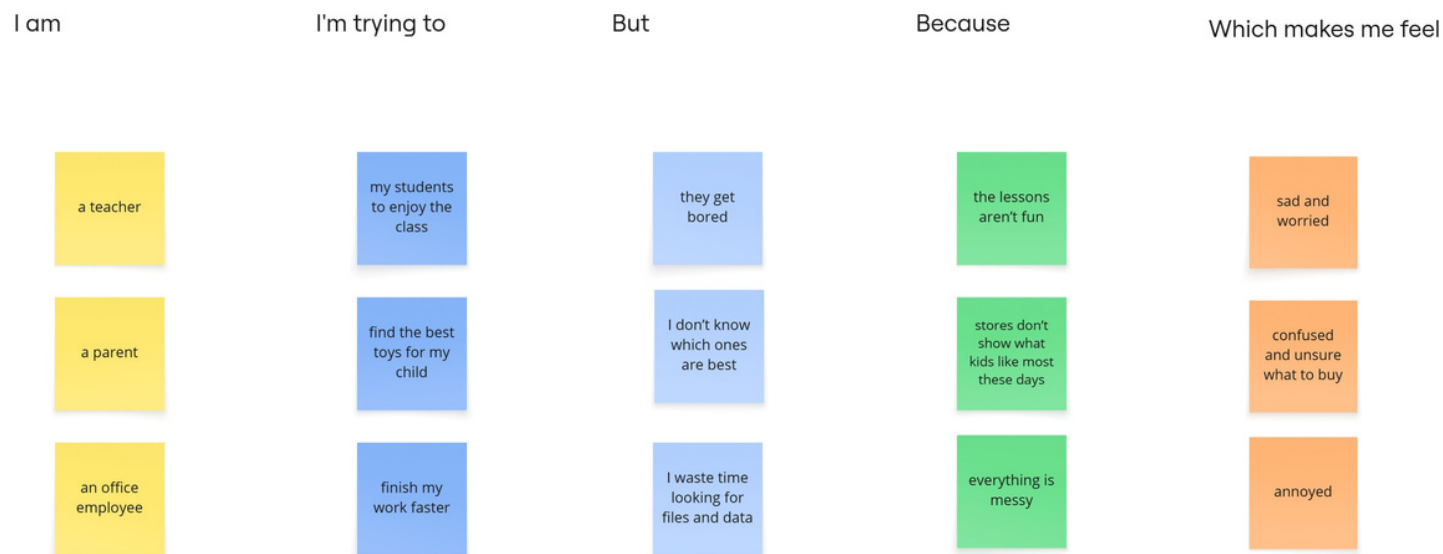 I am
I'm trying to
But
Because
Which makes me feel
a teacher
my students
to enjoy the
class
they get
bored
the lessons
aren’t fun
sad and
worried
a parent
find the best
toys for my
child
I don’t know
which ones
are best
stores don’t
show what
kids like most
these days
confused
and unsure
what to buy
an office
employee
finish my
work faster
I waste time
looking for
files and data
everything is
messy
annoyed